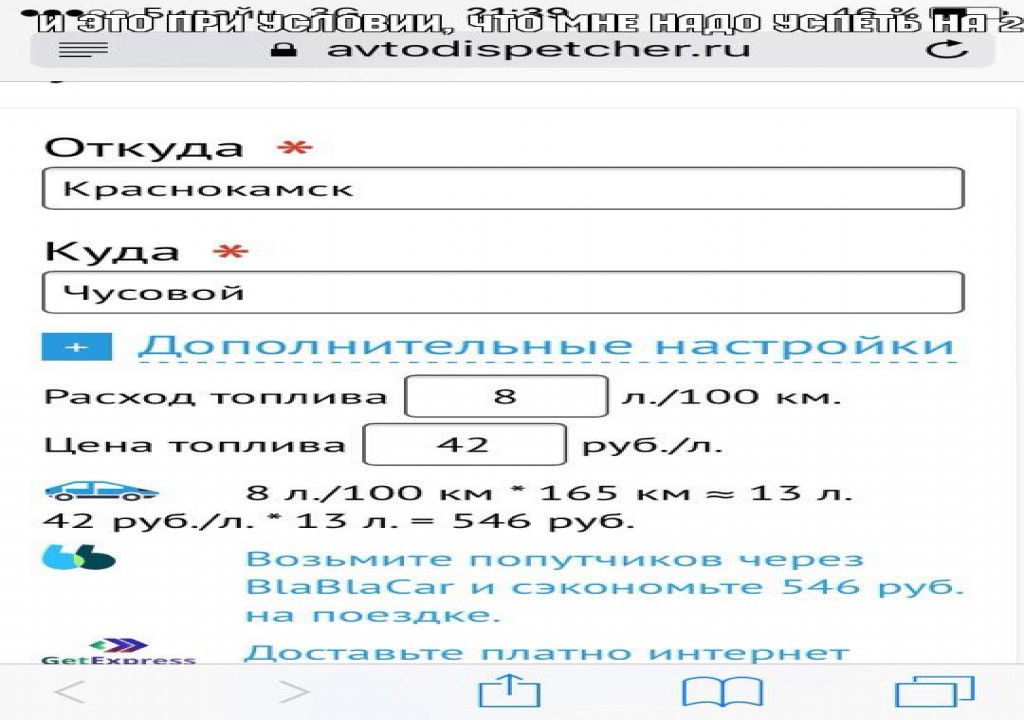 И ЭТО ПРИ УСЛОВИИ, ЧТО МНЕ НАДО УСПЕТЬ НА 2
avtodispetcher.ru
Откуда *
Краснокамск
Куда *
Чусовой
+ Дополнительные настройки
Расход топлива 8 л./100 км.
Цена топлива 42 руб./л.
8 л./100 км * 165 км ≈ 13 л.
42 руб./л. * 13 л. = 546 руб.
Возьмите попутчиков через
BlaBlaCar и сэкономьте 546 руб.
на поездке.
GetExpress
Доставьте платно интернет